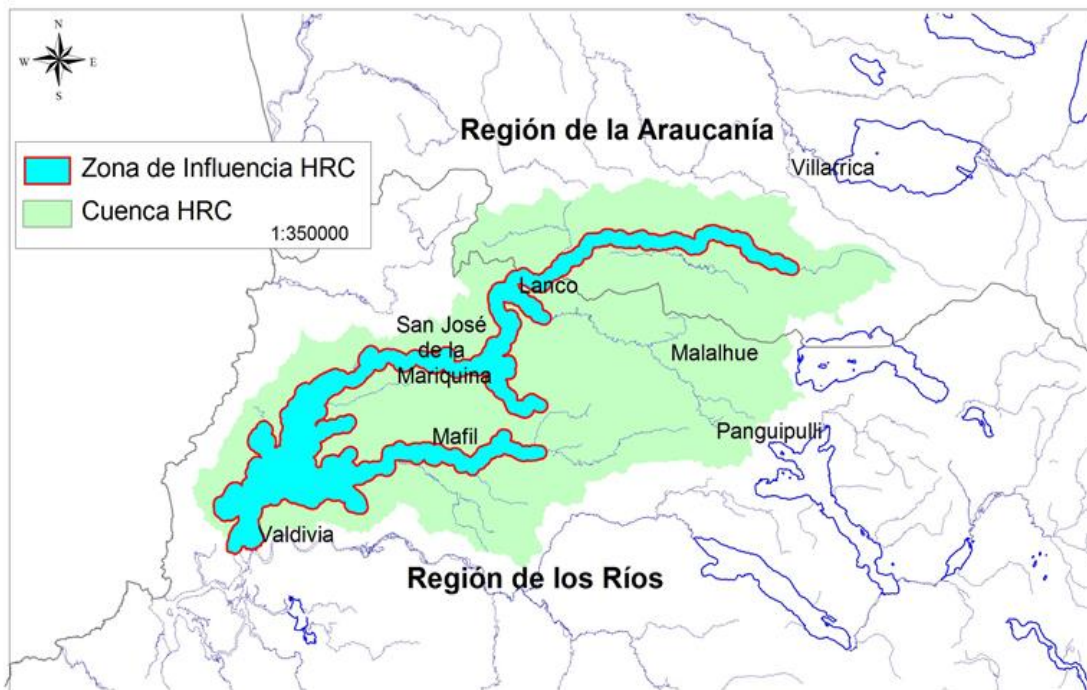 N
W E
S
Región de la Araucanía
Zona de Influencia HRC
Cuenca HRC
1:350000
Villarrica
Lanco
San José
de la
Mariquina
Malalhue
Mafil
Panguipulli
Valdivia
Región de los Ríos